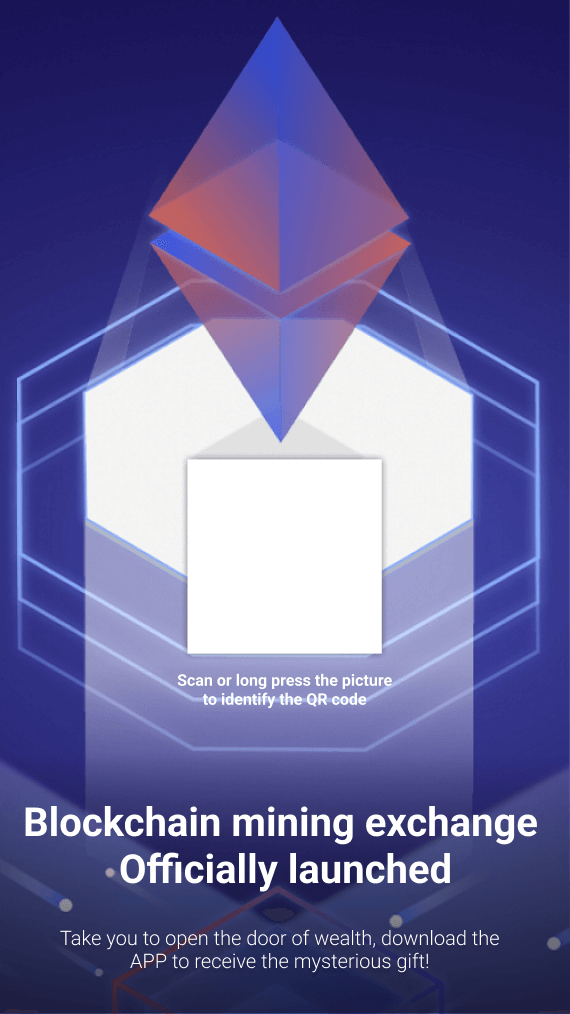 Scan or long press the picture
to identify the QR code
Blockchain mining exchange
Officially launched
Take you to open the door of wealth, download the
APP to receive the mysterious gift!